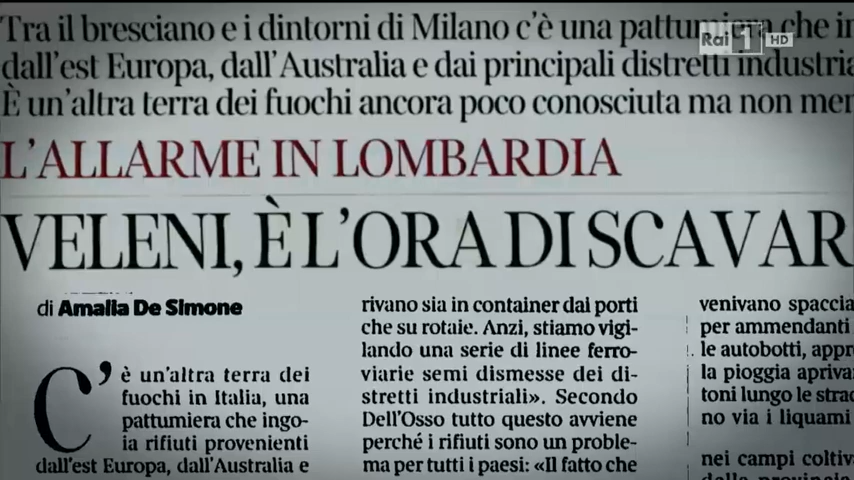 Tra il bresciano e i dintorni di Milano c'è una pattumiera che in
Rai 1 HD
dall'est Europa, dall'Australia e dai principali distretti industria
È un'altra terra dei fuochi ancora poco conosciuta ma non men
L'ALLARME IN LOMBARDIA
VELENI, È L'ORA DI SCAVAR
di Amalia De Simone
C'è un'altra terra dei
fuochi in Italia, una
pattumiera che ingo-
ia rifiuti provenienti
dall'est Europa, dall'Australia e
rivano sia in container dai porti
che su rotaie. Anzi, stiamo vigi-
lando una serie di linee ferro-
viarie semi dismesse dei di-
stretti industriali». Secondo
Dell'Osso tutto questo avviene
perché i rifiuti sono un proble-
ma per tutti i paesi: «Il fatto che
venivano spaccia
per ammendanti
le autobotti, appr
la pioggia apriva
toni lungo le strac
no via i liquami
nei campi coltiv
della provincia